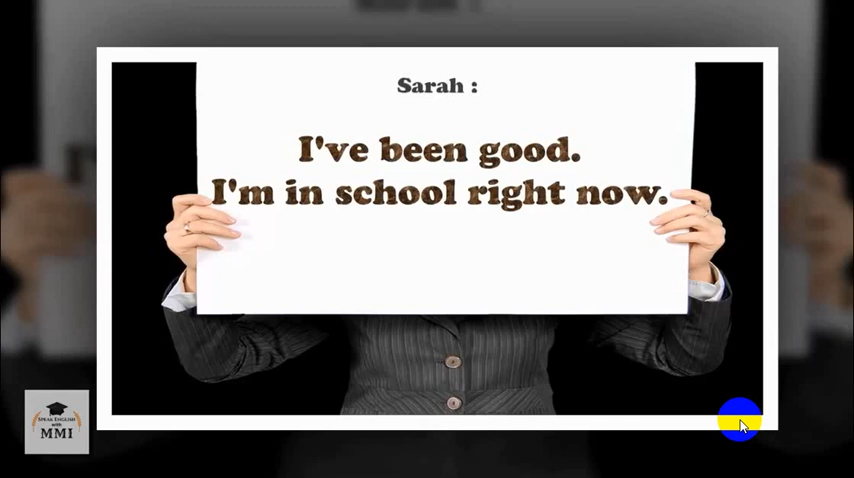 Sarah :
I've been good.
I'm in school right now.
SPEAK ENGLISH
with
MMI